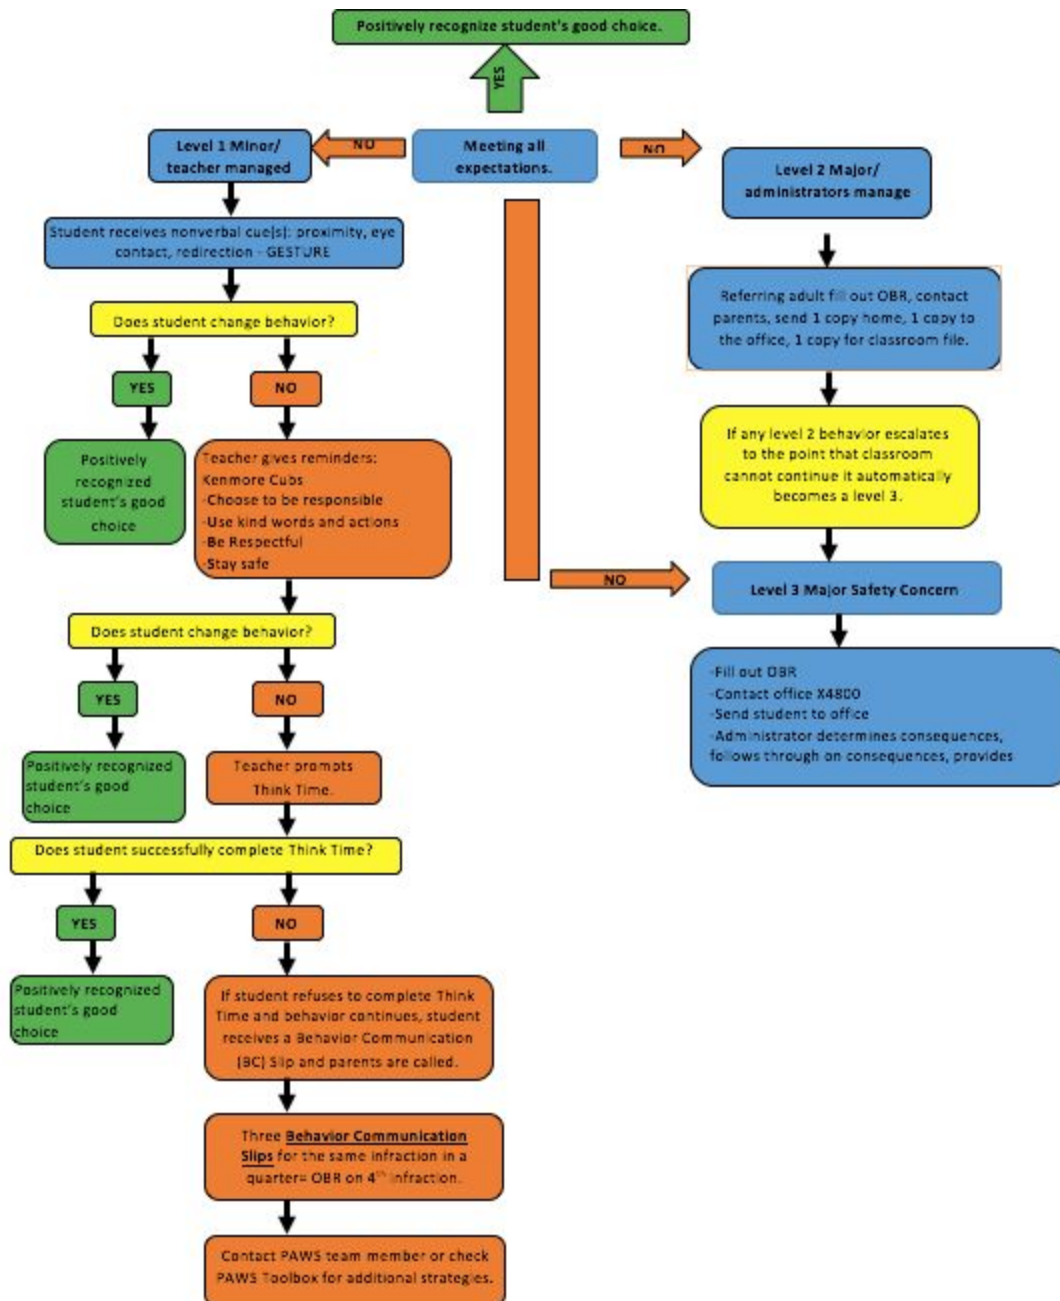 Positively recognize student's good choice.
YES
Level 1 Minor/
teacher managed
NO
Meeting all
expectations.
NO
Level 2 Major/
administrators manage
Student receives nonverbal cue(s): proximity, eye
contact, redirection - GESTURE
Referring adult fill out OBR, contact
parents, send 1 copy home, 1 copy to
the office, 1 copy for classroom file.
Does student change behavior?
YES
NO
If any level 2 behavior escalates
to the point that classroom
cannot continue it automatically
becomes a level 3.
Positively
recognized
student's good
choice
Teacher gives reminders:
Kenmore Cubs
-Choose to be responsible
-Use kind words and actions
-Be Respectful
-Stay safe
NO
Level 3 Major Safety Concern
Does student change behavior?
YES
NO
-Fill out OBR
-Contact office X4800
-Send student to office
-Administrator determines consequences,
follows through on consequences, provides
Positively recognized
student's good
choice
Teacher prompts
Think Time.
Does student successfully complete Think Time?
YES
NO
Positively recognized
student's good
choice
If student refuses to complete Think
Time and behavior continues, student
receives a Behavior Communication
(BC) Slip and parents are called.
Three Behavior Communication
Slips for the same infraction in a
quarter= OBR on 4th infraction.
Contact PAWS team member or check
PAWS Toolbox for additional strategies.